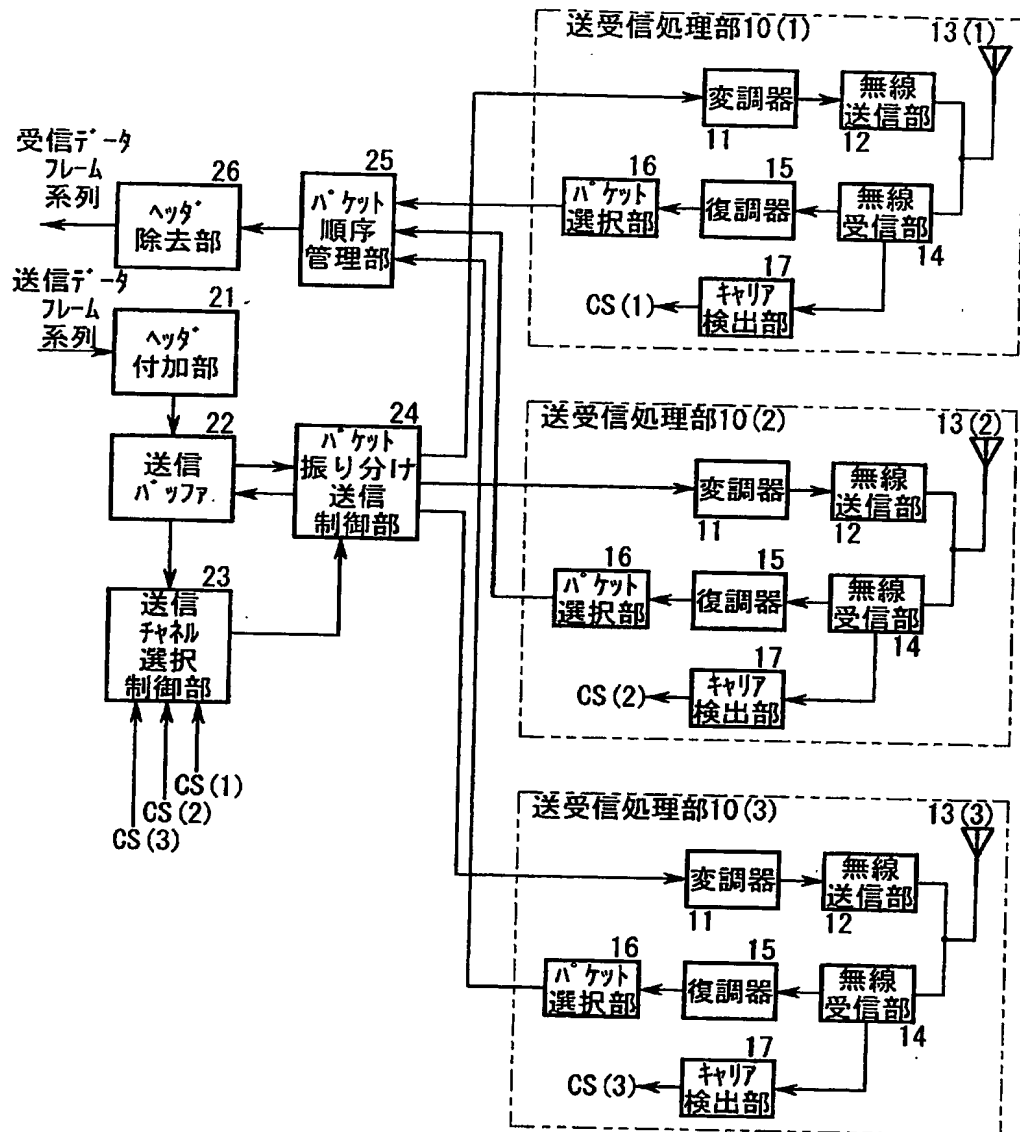 送受信処理部10(1)
13(1)
変調器
11
無線
送信部
12
16
パケット
選択部
15
復調器
無線
受信部
14
17
キャリア
検出部
CS(1)
受信データ
フレーム
系列
26
ヘッダ
除去部
25
パケット
順序
管理部
送信データ
フレーム
系列
21
ヘッダ
付加部
22
送信
バッファ
24
パケット
振り分け
送信
制御部
23
送信
チャネル
選択
制御部
CS(1)
CS(2)
CS(3)
送受信処理部10(2)
13(2)
変調器
11
無線
送信部
12
16
パケット
選択部
15
復調器
無線
受信部
14
17
キャリア
検出部
CS(2)
送受信処理部10(3)
13(3)
変調器
11
無線
送信部
12
16
パケット
選択部
15
復調器
無線
受信部
14
17
キャリア
検出部
CS(3)